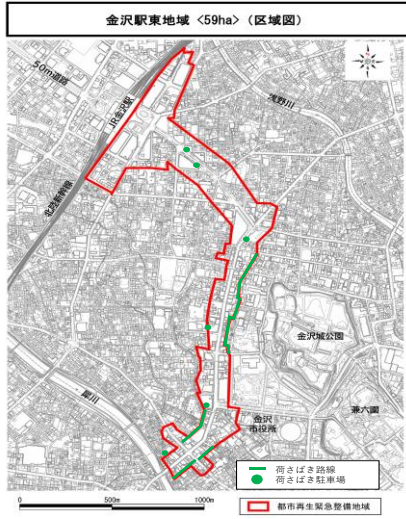 金沢駅東地域 <59ha> (区域図)
50m道路
JR金沢駅
浅野川
北陸新幹線
金沢城公園
兼六園
犀川
金沢
市役所
荷さばき路線
荷さばき駐車場
0 500m 1000m
都市再生緊急整備地域